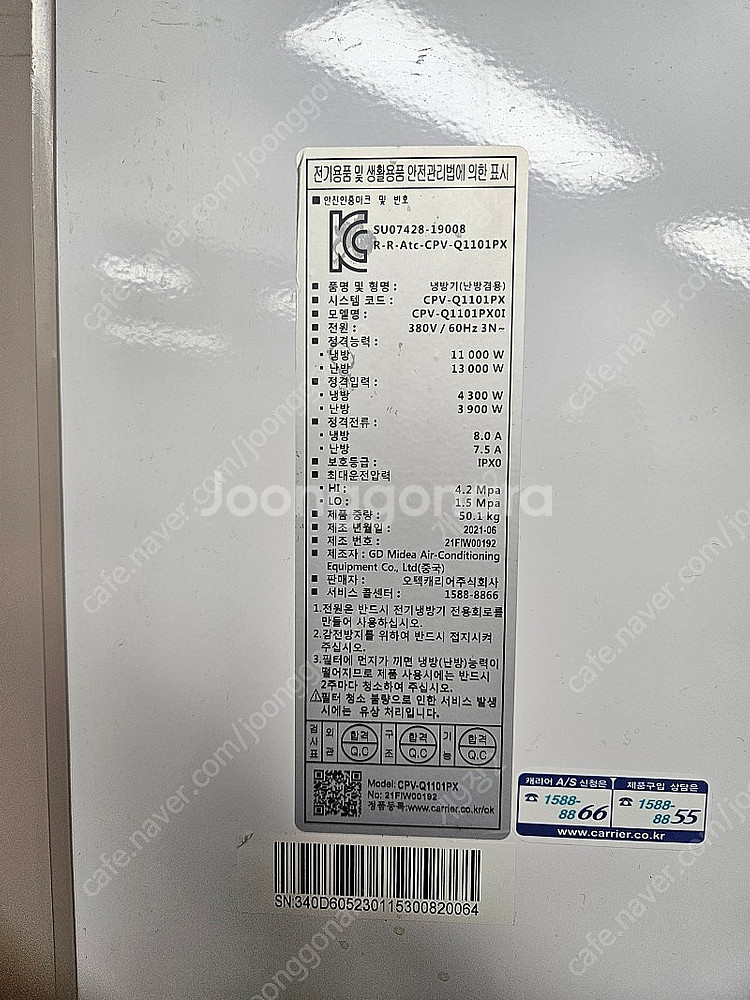 전기용품 및 생활용품 안전관리법에 의한 표시
■ 안전인증마크 및 번호
SU07428-19008
R-R-Atc-CPV-Q1101PX
■ 품명 및 형명 : 냉방기(난방겸용)
■ 시스템 코드 : CPV-Q1101PX
■ 모델명 : CPV-Q1101PX0I
■ 전원 : 380V / 60Hz 3N~
■ 정격능력 :
· 냉방 11 000 W
· 난방 13 000 W
■ 정격입력 :
· 냉방 4 300 W
· 난방 3 900 W
■ 정격전류 :
· 냉방 8.0 A
· 난방 7.5 A
■ 보호등급 : IPX0
■ 최대운전압력
· HI : 4.2 Mpa
· LO : 1.5 Mpa
Joonggonara
■ 제품 중량 : 50.1 kg
■ 제조 년월일 : 2021-06
■ 제조 번호 : 21FIW00192
■ 제조자 : GD Midea Air-Conditioning
Equipment Co., Ltd(중국)
■ 판매자 : 오텍캐리어주식회사
■ 서비스 콜센터 : 1588-8866
1.전원은 반드시 전기냉방기 전용회로를
만들어 사용하십시오.
2.감전방지를 위하여 반드시 접지시켜
주십시오.
3.필터에 먼지가 끼면 냉방(난방)능력이
떨어지므로 제품 사용시에는 반드시
2주마다 청소하여 주십시오.
⚠필터 청소 불량으로 인한 서비스 발생
시에는 유상 처리입니다.
검사표 외관 합격 Q.C 구조 합격 Q.C 기능 합격 Q.C
Model: CPV-Q1101PX
No: 21FIW00192
정품등록:www.carrier.co.kr/ok
캐리어 A/S 신청은 제품구입 상담은
☎ 1588-8866 ☎ 1588-8855
www.carrier.co.kr
SN:340D605230115300820064
cafe.naver.com/joonggonara